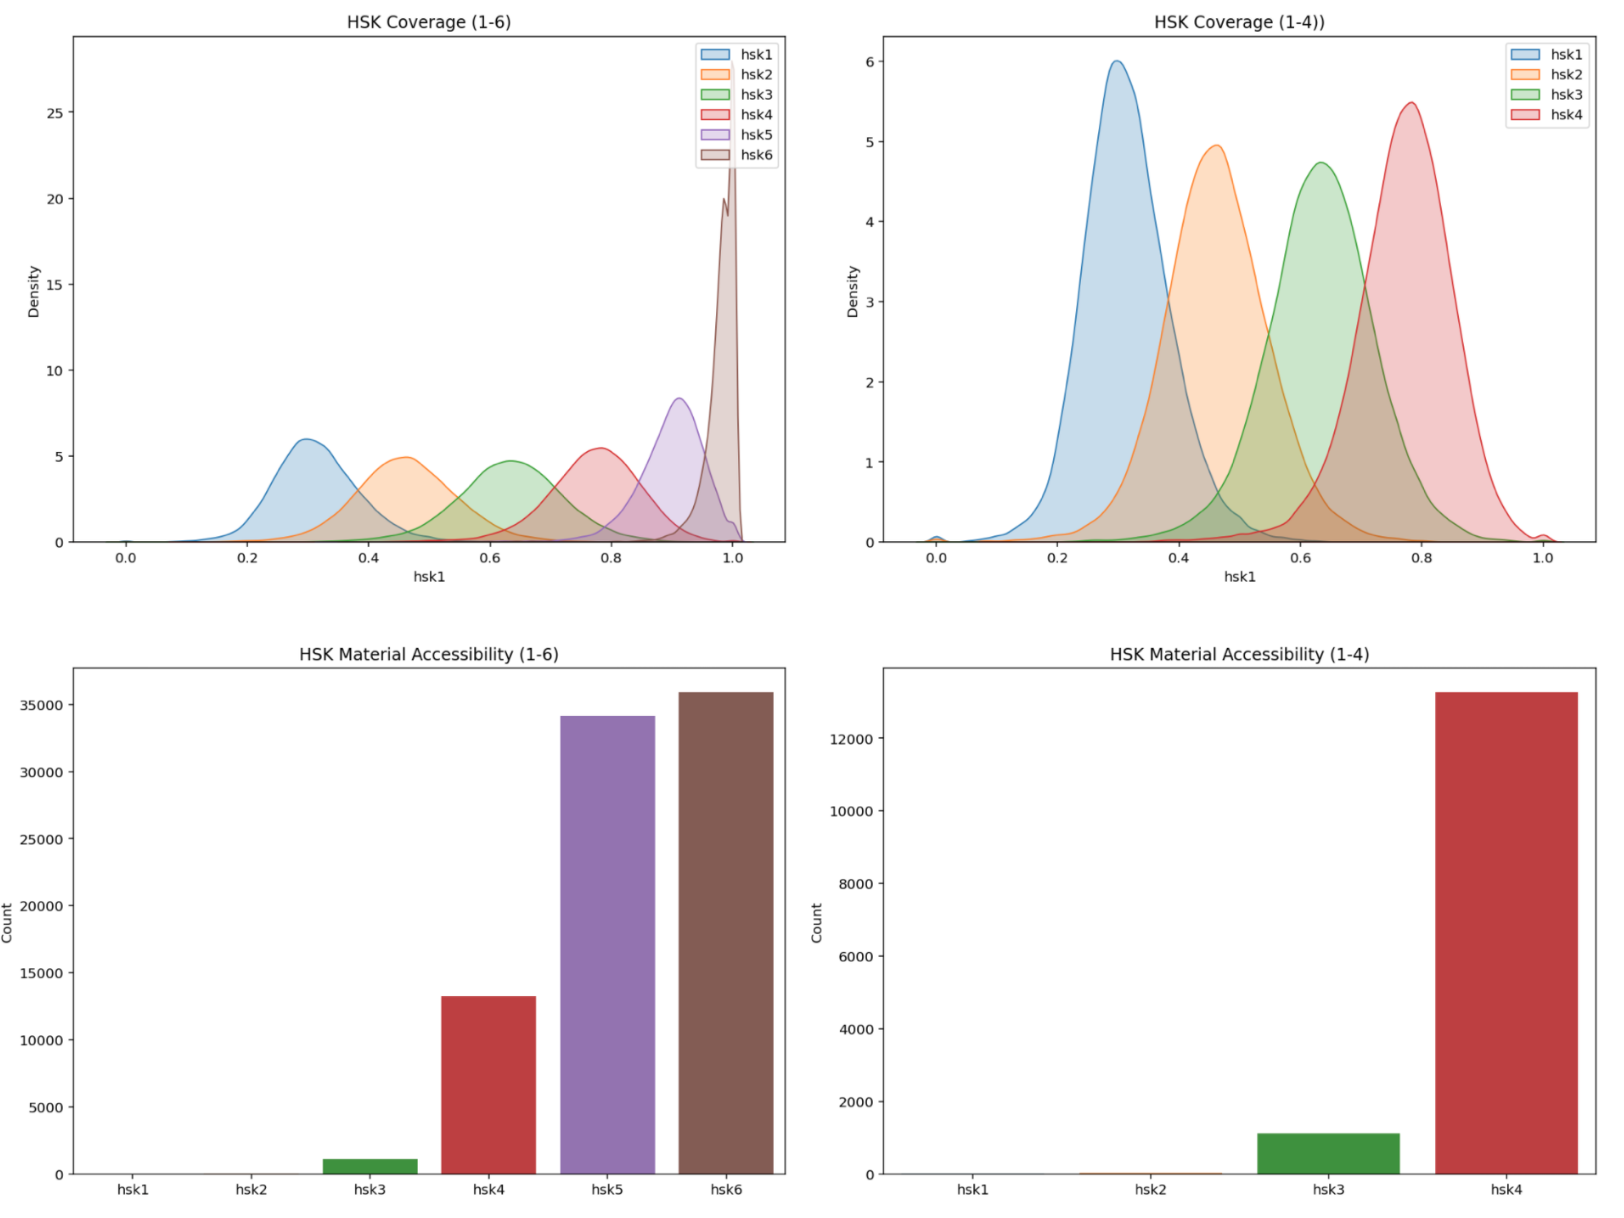 HSK Coverage (1-6)
hsk1
hsk2
hsk3
hsk4
hsk5
hsk6
Density
25
20
15
10
5
0
0.0 0.2 0.4 0.6 0.8 1.0
hsk1
HSK Coverage (1-4))
hsk1
hsk2
hsk3
hsk4
Density
6
5
4
3
2
1
0
0.0 0.2 0.4 0.6 0.8 1.0
hsk1
HSK Material Accessibility (1-6)
Count
35000
30000
25000
20000
15000
10000
5000
0
hsk1 hsk2 hsk3 hsk4 hsk5 hsk6
HSK Material Accessibility (1-4)
Count
12000
10000
8000
6000
4000
2000
0
hsk1 hsk2 hsk3 hsk4